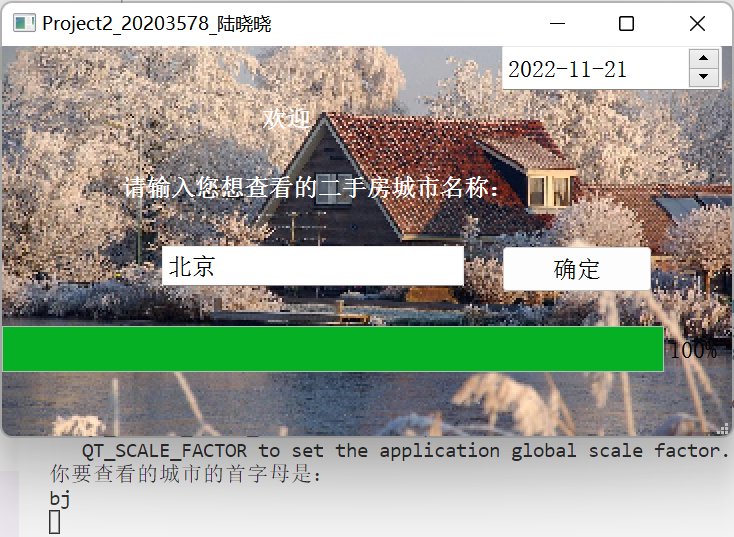 Project2_20203578_陆晓晓
2022-11-21
欢迎
请输入您想查看的二手房城市名称：
北京
确定
100%
QT_SCALE_FACTOR to set the application global scale factor.
你要查看的城市的首字母是：
bj